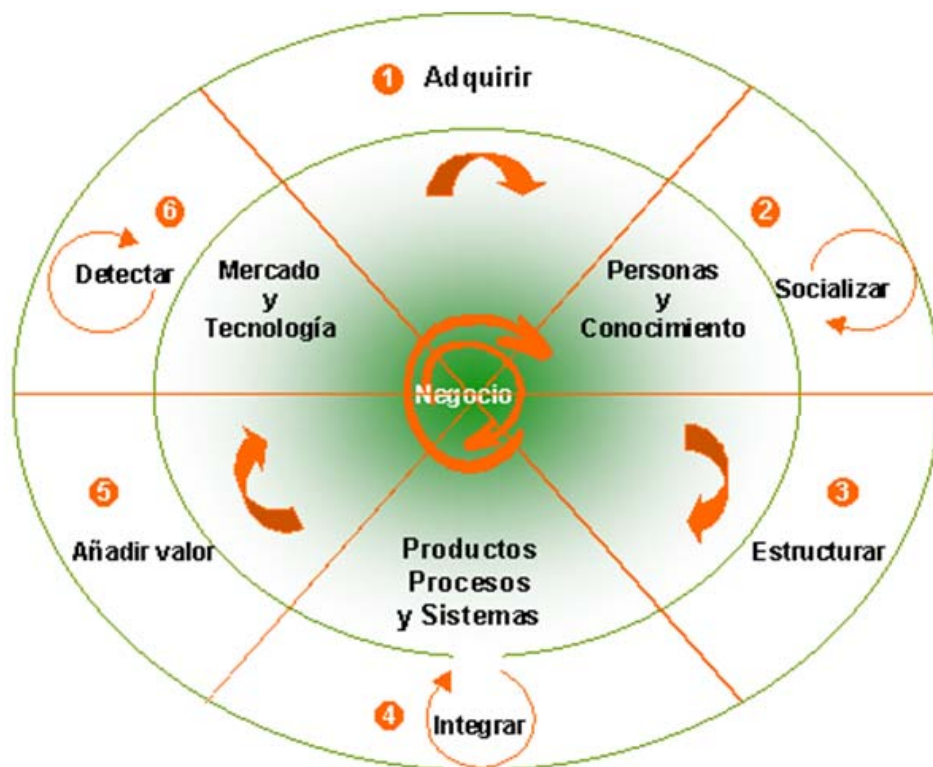 1 Adquirir
2
Socializar
3
Estructurar
4 Integrar
5
Añadir valor
6
Detectar
Mercado
y
Tecnología
Personas
y
Conocimiento
Negocio
Productos
Procesos
y Sistemas